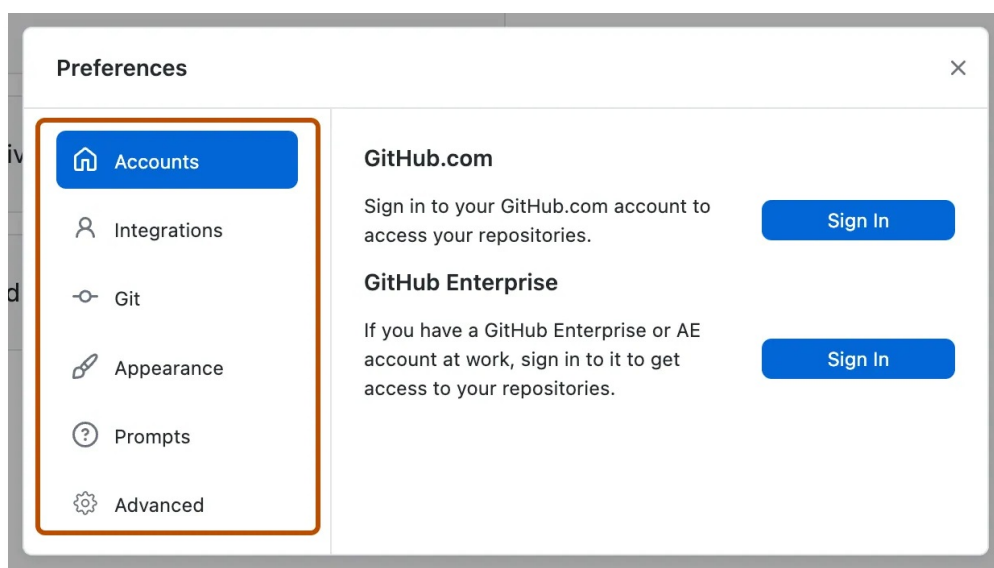 Preferences
Accounts
Integrations
Git
Appearance
Prompts
Advanced
GitHub.com
Sign in to your GitHub.com account to
access your repositories.
Sign In
GitHub Enterprise
If you have a GitHub Enterprise or AE
account at work, sign in to it to get
access to your repositories.
Sign In